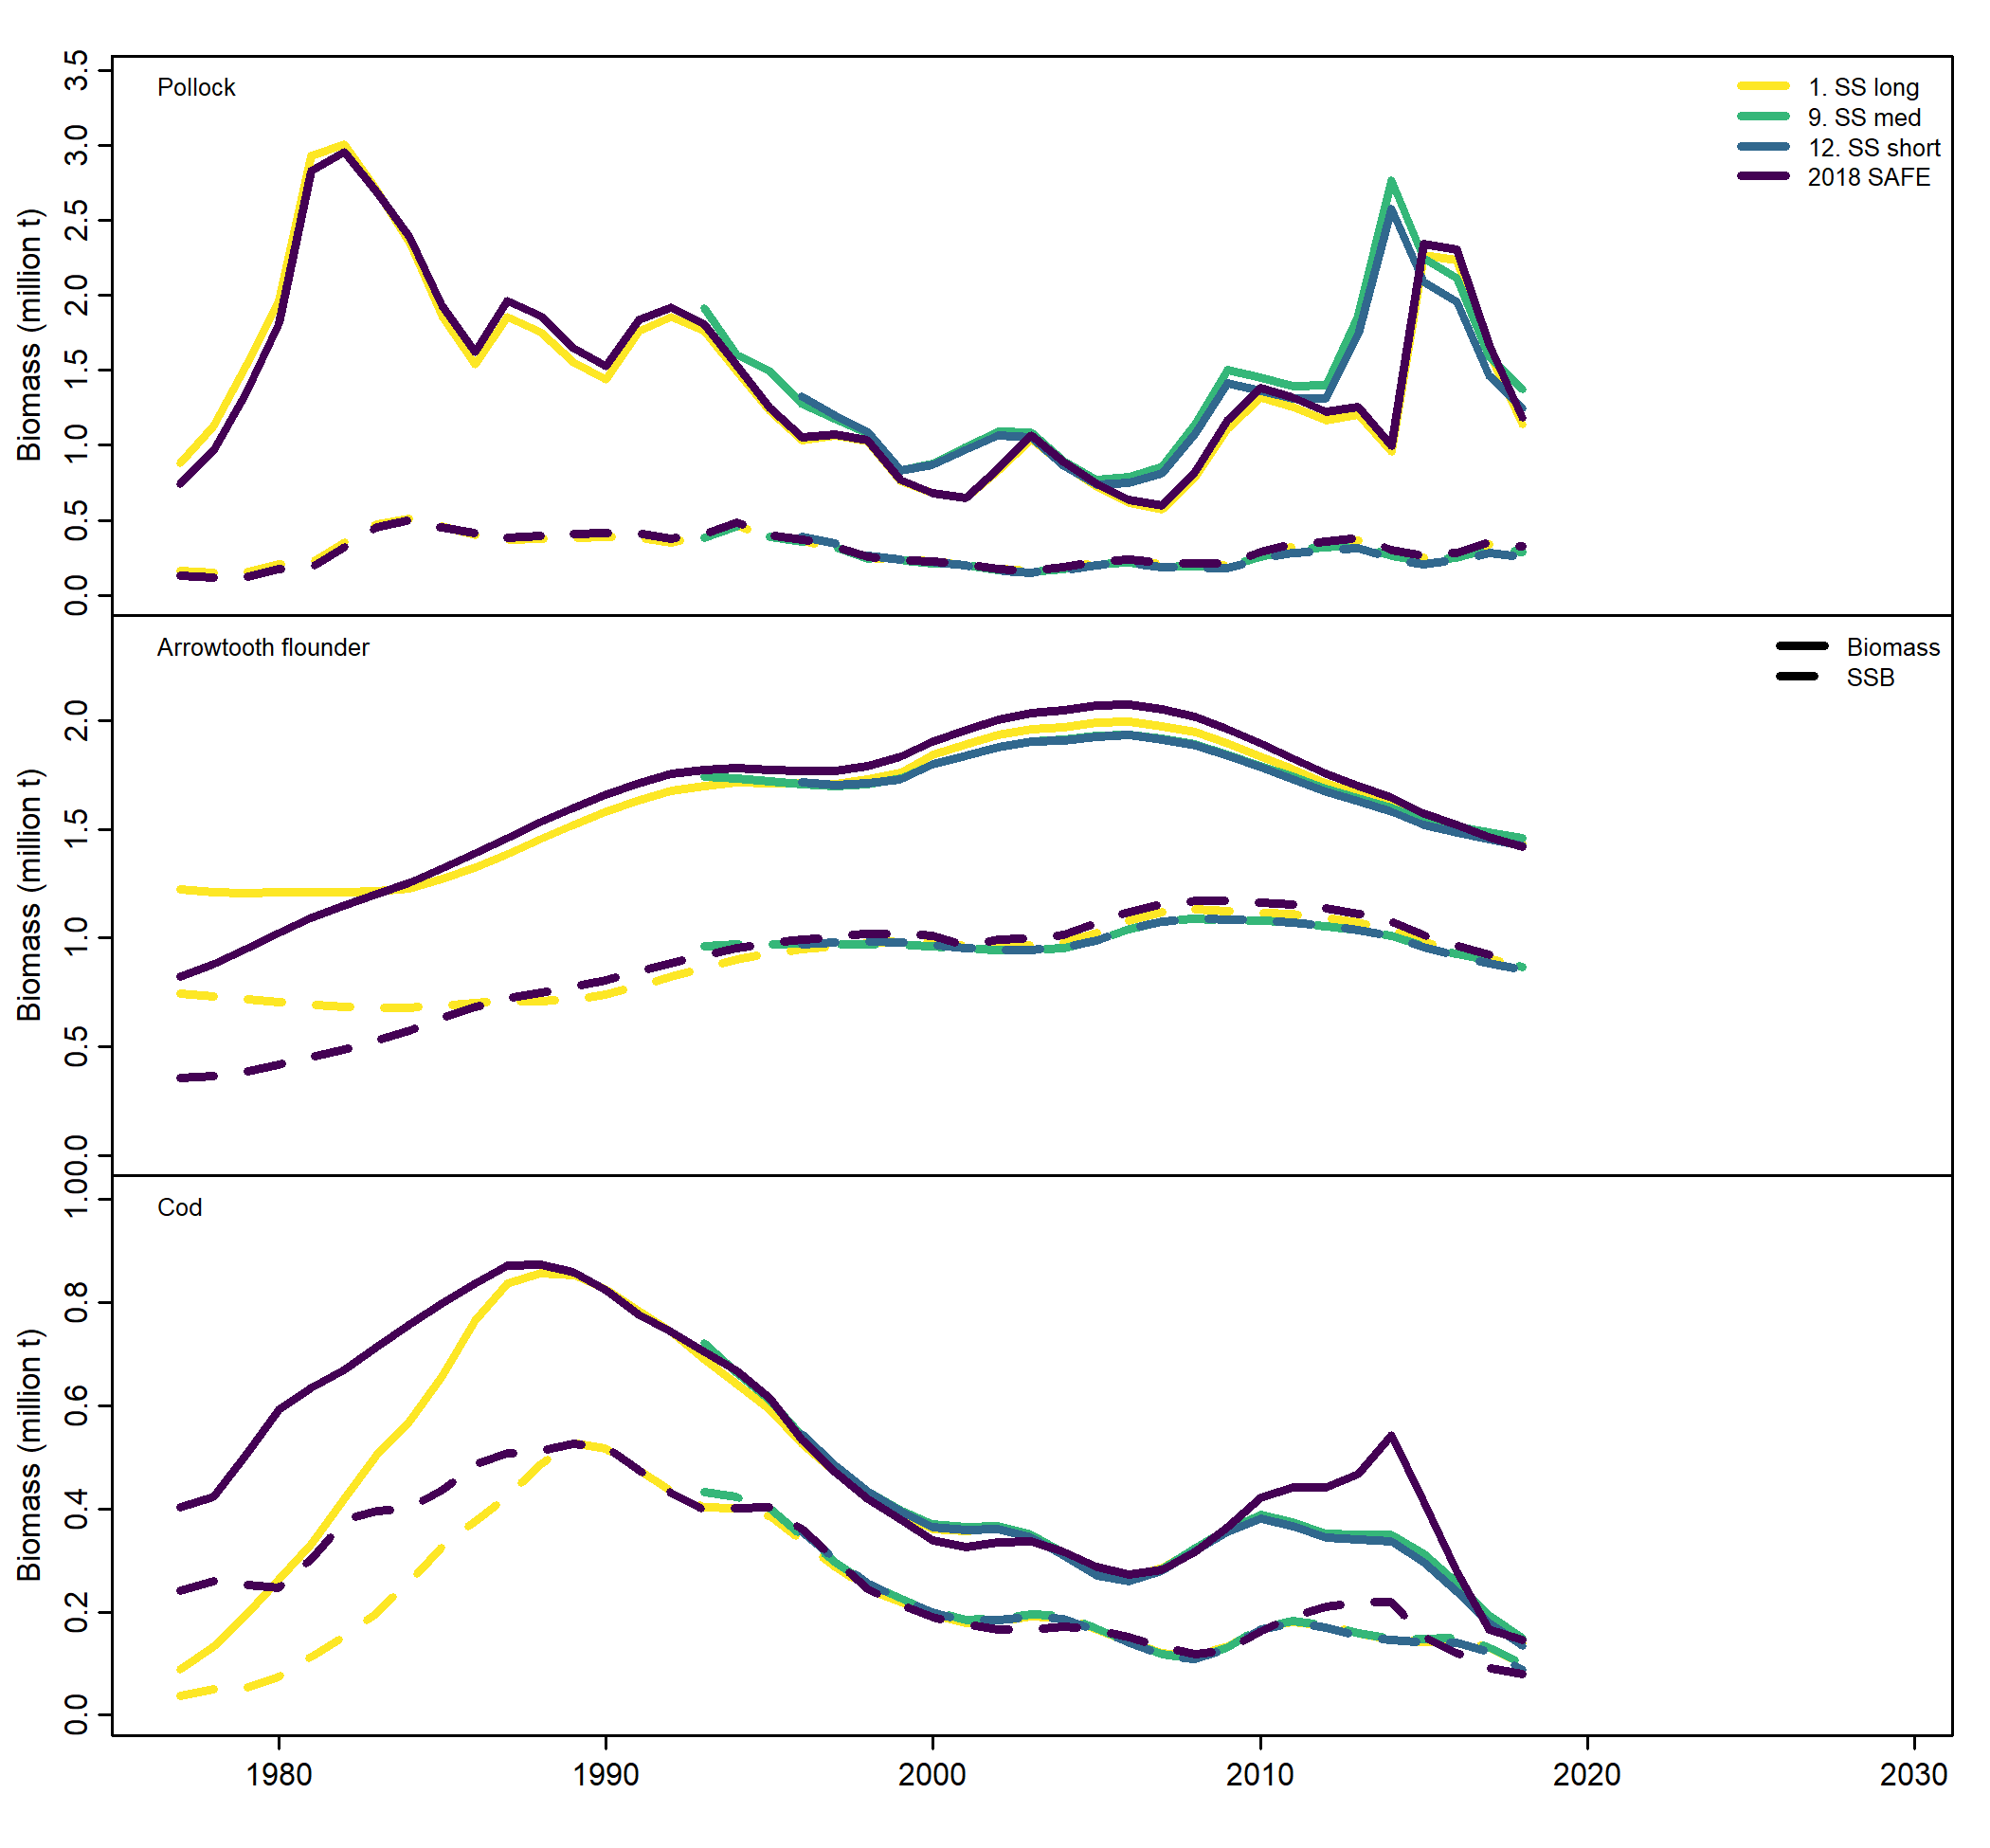 Pollock
1. SS long
9. SS med
12. SS short
2018 SAFE
Biomass (million t)
3.5
3.0
2.5
2.0
1.5
1.0
0.5
0.0
Arrowtooth flounder
Biomass
SSB
Biomass (million t)
2.0
1.5
1.0
0.5
0.0
Cod
Biomass (million t)
1.0
0.8
0.6
0.4
0.2
0.0
1980
1990
2000
2010
2020
2030